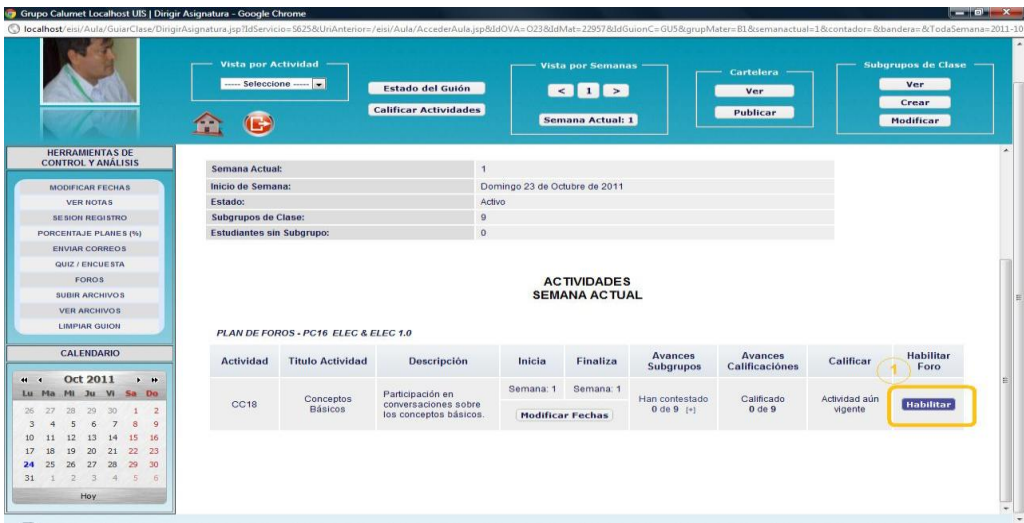 Grupo Calumet Localhost UIS | Dirigir Asignatura - Google Chrome
localhost/eisi/Aula/GuiarClase/DirigirAsignatura.jsp?IdServicio=S625&UriAnterior=/eisi/Aula/AccederAula.jsp&IdOVA=O23&IdMat=22957&IdGuionC=GU5&grupMater=B1&semanactual=1&contador=&bandera=&TodaSemana=2011-10
Vista por Actividad
----- Seleccione -----
Estado del Guión
Calificar Actividades
Vista por Semanas
< 1 >
Semana Actual: 1
Cartelera
Ver
Publicar
Subgrupos de Clase
Ver
Crear
Modificar
HERRAMIENTAS DE
CONTROL Y ANÁLISIS
MODIFICAR FECHAS
VER NOTAS
SESION REGISTRO
PORCENTAJE PLANES (%)
ENVIAR CORREOS
QUIZ / ENCUESTA
FOROS
SUBIR ARCHIVOS
VER ARCHIVOS
LIMPIAR GUION
CALENDARIO
Oct 2011
Lu Ma Mi Ju Vi Sa Do
26 27 28 29 30 1 2
3 4 5 6 7 8 9
10 11 12 13 14 15 16
17 18 19 20 21 22 23
24 25 26 27 28 29 30
31 1 2 3 4 5 6
Hoy
Semana Actual: 1
Inicio de Semana: Domingo 23 de Octubre de 2011
Estado: Activo
Subgrupos de Clase: 9
Estudiantes sin Subgrupo: 0
ACTIVIDADES
SEMANA ACTUAL
PLAN DE FOROS - PC16 ELEC & ELEC 1.0
Actividad
Titulo Actividad
Descripción
Inicia
Finaliza
Avances
Subgrupos
Avances
Calificaciónes
Calificar
Habilitar
Foro
1
CC18
Conceptos
Básicos
Participación en
conversaciones sobre
los conceptos básicos.
Semana: 1
Semana: 1
Modificar Fechas
Han contestado
0 de 9 [+]
Calificado
0 de 9
Actividad aún
vigente
Habilitar